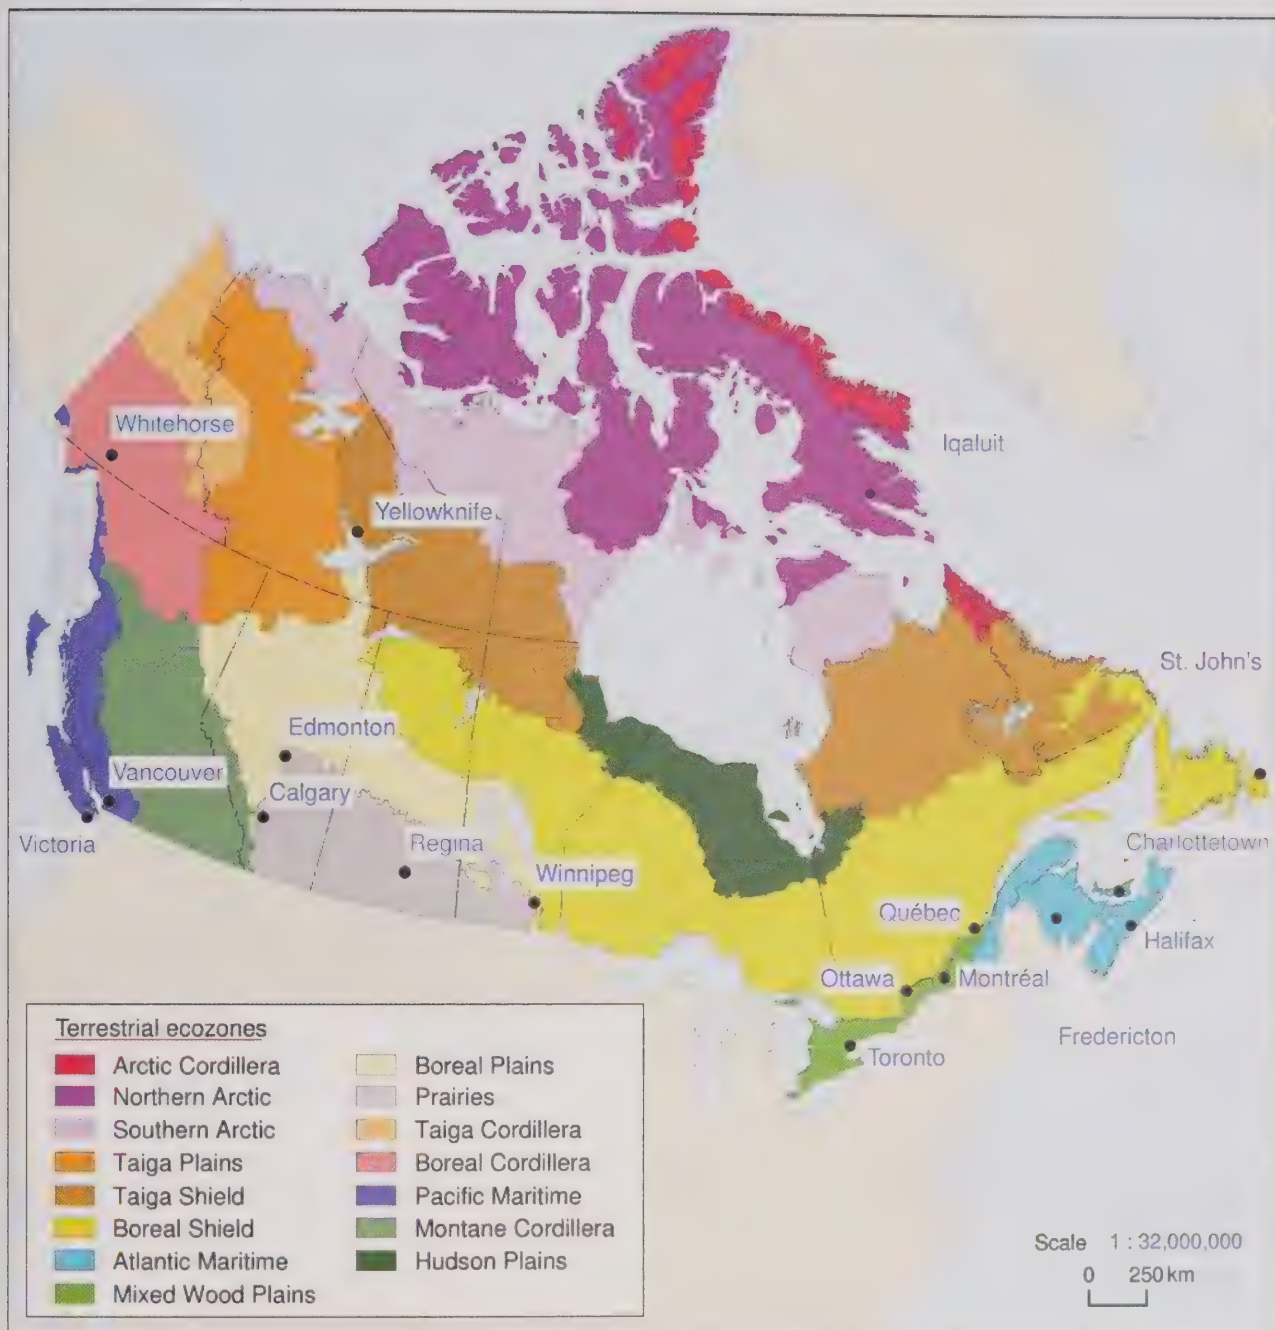 Iqaluit
Whitehorse
Yellowknife
St. John's
Edmonton
Vancouver
Calgary
Victoria
Regina
Charlottetown
Winnipeg
Québec
Halifax
Ottawa
Montréal
Fredericton
Toronto
Terrestrial ecozones
Arctic Cordillera
Northern Arctic
Southern Arctic
Taiga Plains
Taiga Shield
Boreal Shield
Atlantic Maritime
Mixed Wood Plains
Boreal Plains
Prairies
Taiga Cordillera
Boreal Cordillera
Pacific Maritime
Montane Cordillera
Hudson Plains
Scale 1 : 32,000,000
0 250 km